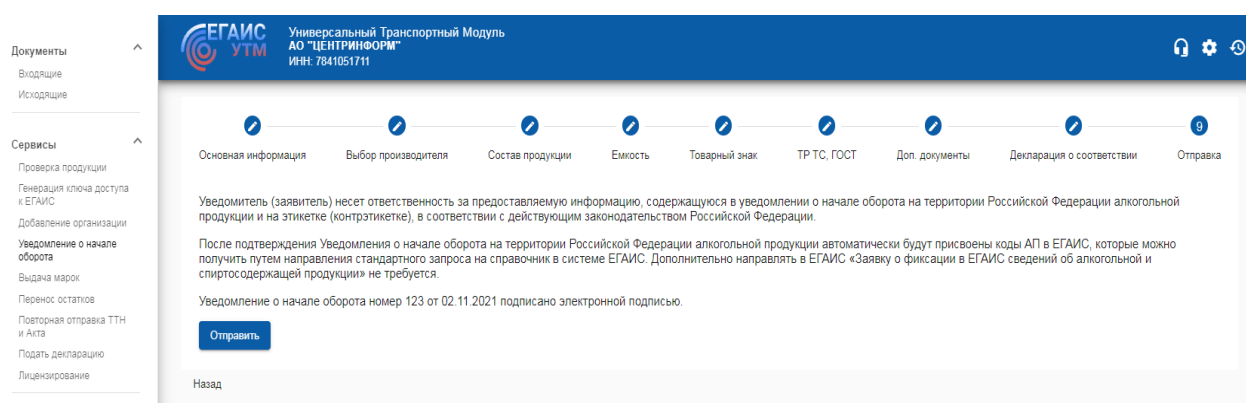 Документы
Входящие
Исходящие
Сервисы
Проверка продукции
Генерация ключа доступа
к ЕГАИС
Добавление организации
Уведомление о начале
оборота
Выдача марок
Перенос остатков
Повторная отправка ТТН
и Акта
Подать декларацию
Лицензирование
ЕГАИС
УТМ
Универсальный Транспортный Модуль
АО "ЦЕНТРИНФОРМ"
ИНН: 7841051711
9
Основная информация Выбор производителя Состав продукции Емкость Товарный знак ТР ТС, ГОСТ Доп. документы Декларация о соответствии Отправка
Уведомитель (заявитель) несет ответственность за предоставляемую информацию, содержащуюся в уведомлении о начале оборота на территории Российской Федерации алкогольной
продукции и на этикетке (контрэтикетке), в соответствии с действующим законодательством Российской Федерации.
После подтверждения Уведомления о начале оборота на территории Российской Федерации алкогольной продукции автоматически будут присвоены коды АП в ЕГАИС, которые можно
получить путем направления стандартного запроса на справочник в системе ЕГАИС. Дополнительно направлять в ЕГАИС «Заявку о фиксации в ЕГАИС сведений об алкогольной и
спиртосодержащей продукции» не требуется.
Уведомление о начале оборота номер 123 от 02.11.2021 подписано электронной подписью.
Отправить
Назад